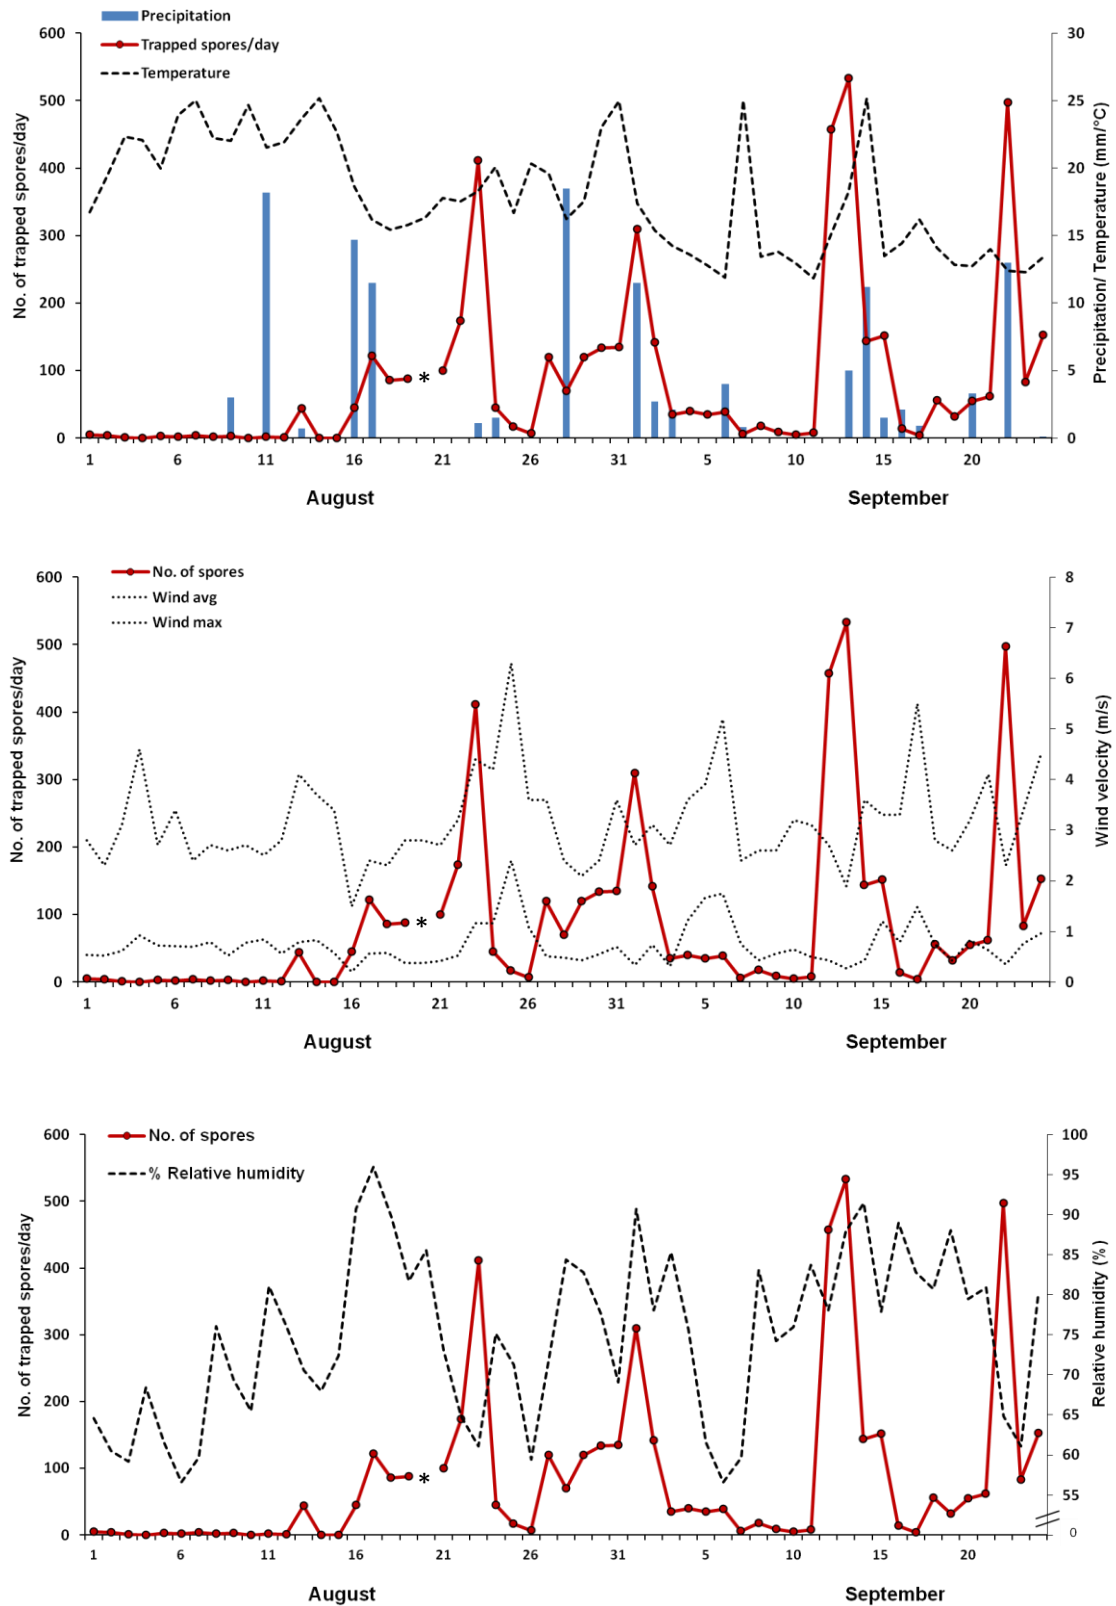 Precipitation
Trapped spores/day
Temperature
600
500
400
300
200
100
0
No. of trapped spores/day
30
25
20
15
10
5
0
Precipitation/ Temperature (mm/°C)
*
1 6 11 16 21 26 31 5 10 15 20
August September
No. of spores
Wind avg
Wind max
600
500
400
300
200
100
0
No. of trapped spores/day
8
7
6
5
4
3
2
1
0
Wind velocity (m/s)
*
1 6 11 16 21 26 31 5 10 15 20
August September
No. of spores
% Relative humidity
600
500
400
300
200
100
0
No. of trapped spores/day
100
95
90
85
80
75
70
65
60
55
0
Relative humidity (%)
*
1 6 11 16 21 26 31 5 10 15 20
August September